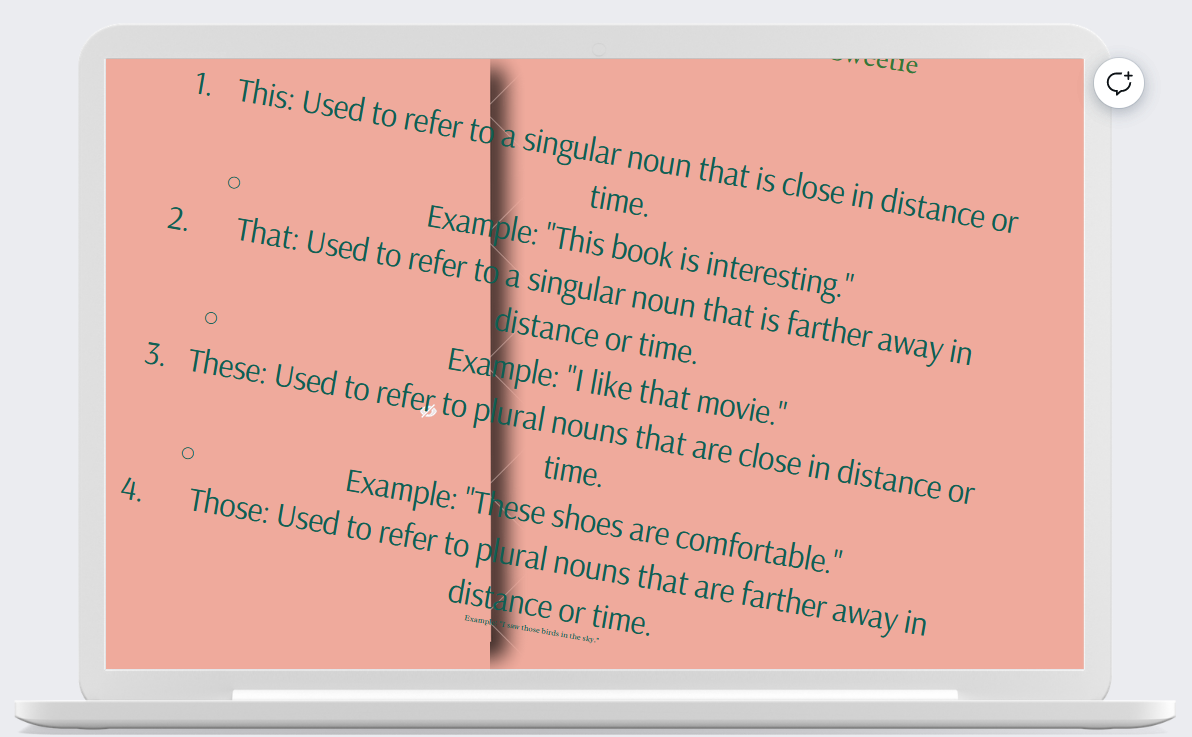 Sweetie
1. This: Used to refer to a singular noun that is close in distance or
time.
Example: "This book is interesting."
2. That: Used to refer to a singular noun that is farther away in
distance or time.
Example: "I like that movie."
3. These: Used to refer to plural nouns that are close in distance or
time.
Example: "These shoes are comfortable."
4. Those: Used to refer to plural nouns that are farther away in
distance or time.
Example: "I saw those birds in the sky."